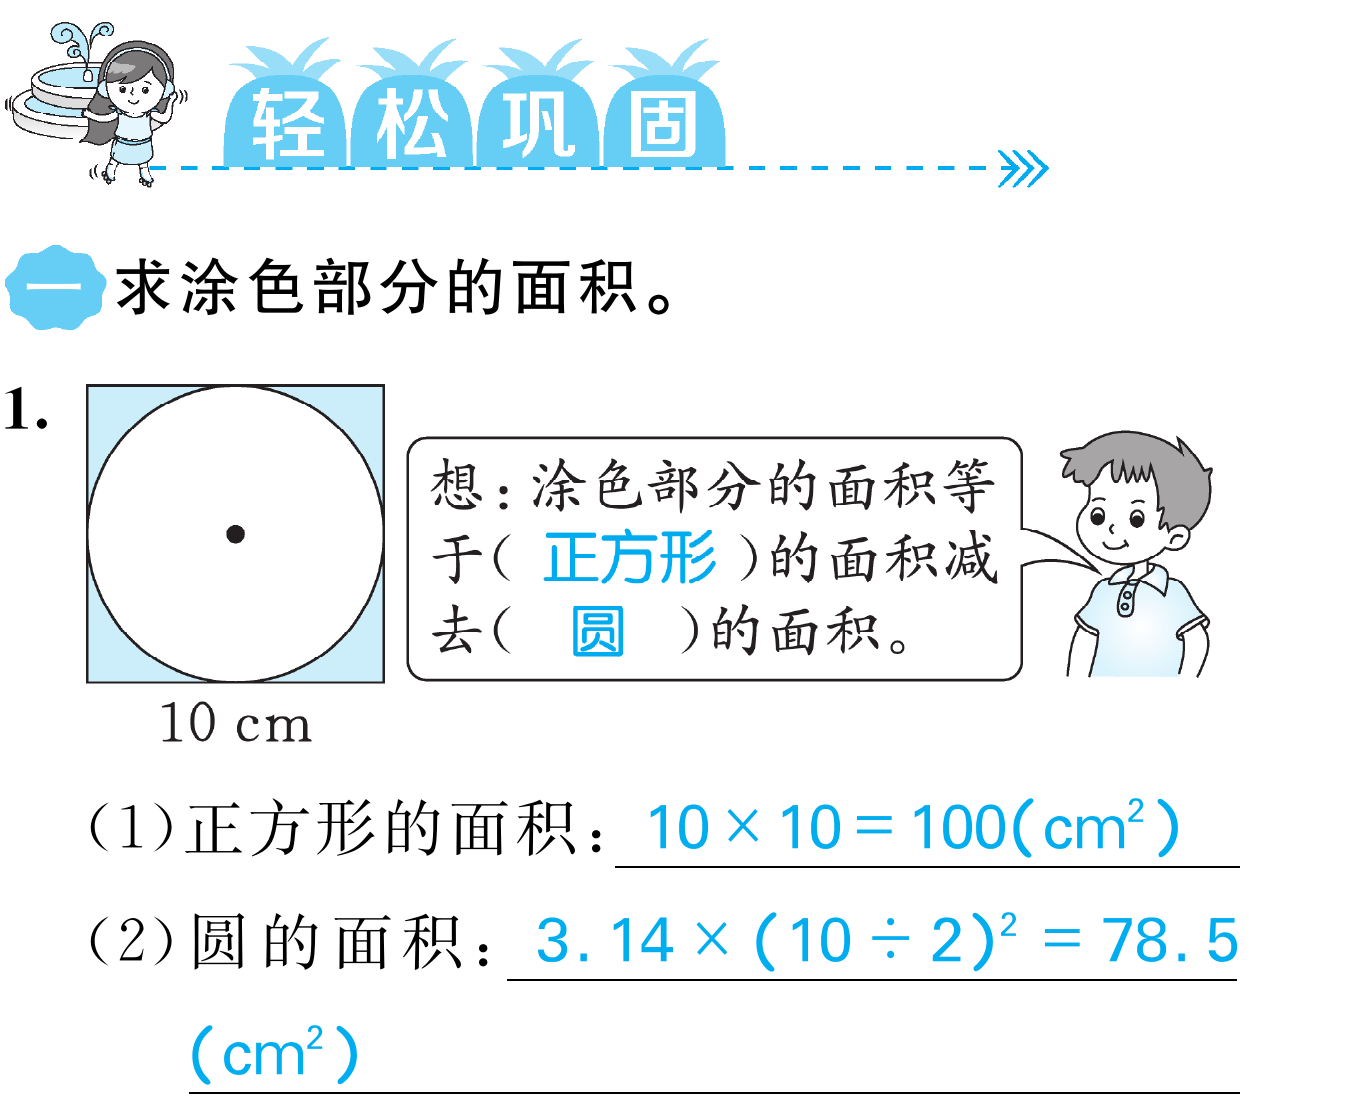 轻松巩固
一 求涂色部分的面积。
1.
想：涂色部分的面积等
于( 正方形 )的面积减
去( 圆 )的面积。
10 cm
(1)正方形的面积：10×10=100(cm²)
(2)圆的面积：3.14×(10÷2)²=78.5
(cm²)